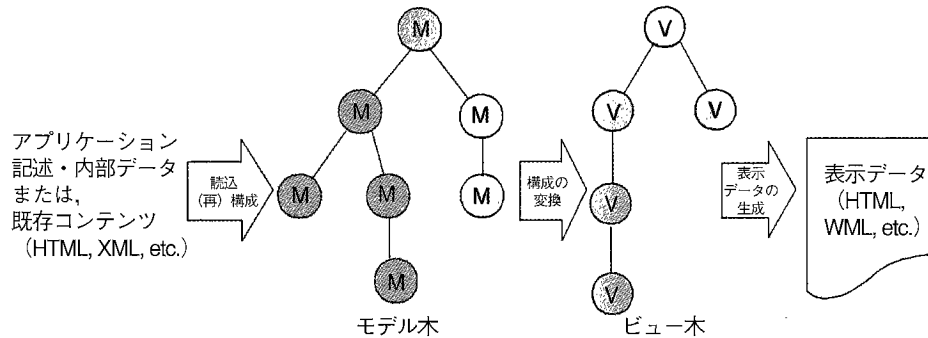 アプリケーション
記述・内部データ
または,
既存コンテンツ
(HTML, XML, etc.)
読込
(再)構成
M
M
M
M
M
M
M
モデル木
構成の
変換
V
V
V
V
V
ビュー木
表示
データの
生成
表示データ
(HTML,
WML, etc.)